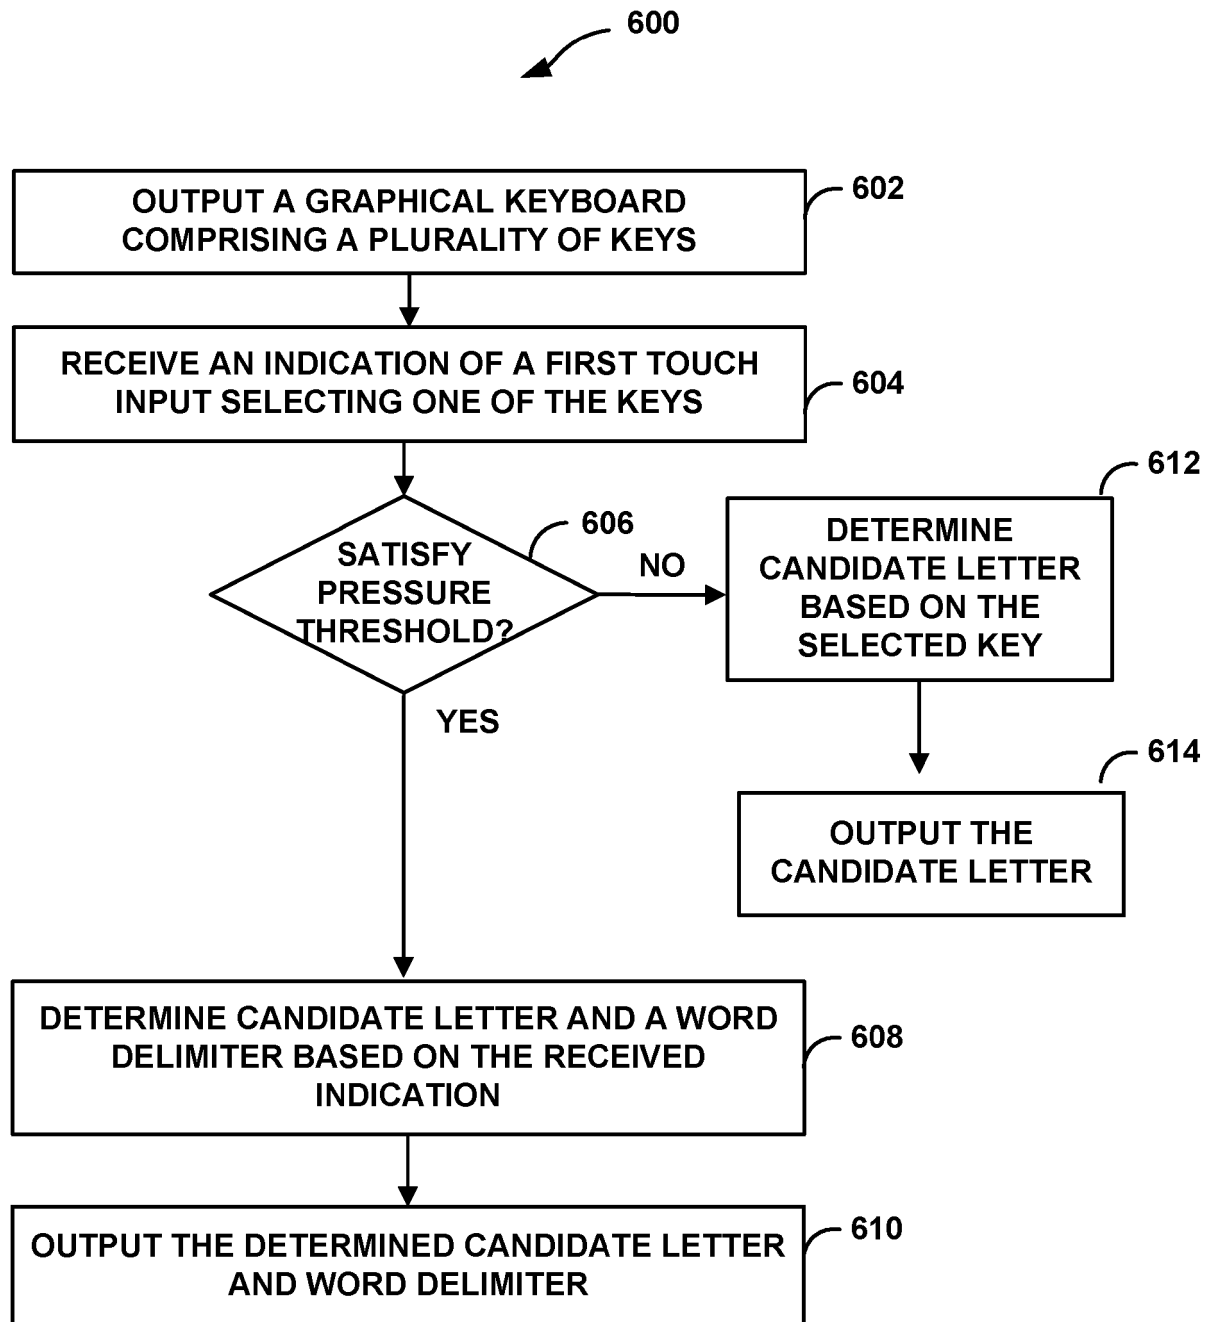 600
OUTPUT A GRAPHICAL KEYBOARD
COMPRISING A PLURALITY OF KEYS
602
RECEIVE AN INDICATION OF A FIRST TOUCH
INPUT SELECTING ONE OF THE KEYS
604
SATISFY
PRESSURE
THRESHOLD?
606
NO
YES
612
DETERMINE
CANDIDATE LETTER
BASED ON THE
SELECTED KEY
614
OUTPUT THE
CANDIDATE LETTER
DETERMINE CANDIDATE LETTER AND A WORD
DELIMITER BASED ON THE RECEIVED
INDICATION
608
OUTPUT THE DETERMINED CANDIDATE LETTER
AND WORD DELIMITER
610